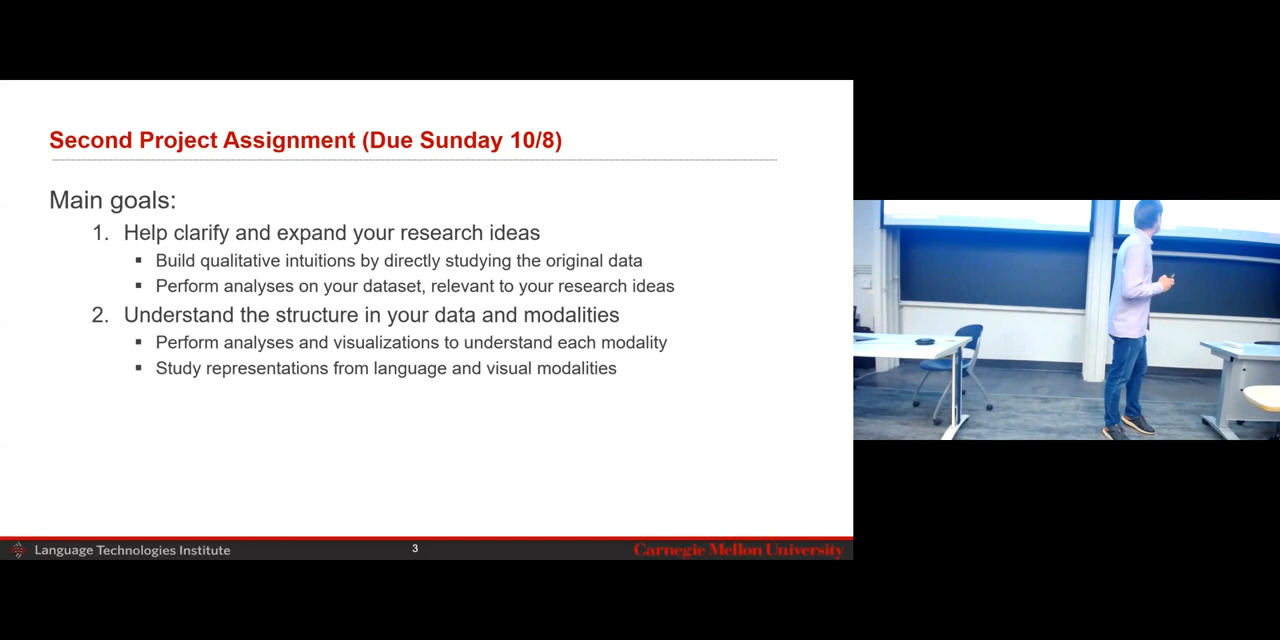 Second Project Assignment (Due Sunday 10/8)
Main goals:
1. Help clarify and expand your research ideas
▪ Build qualitative intuitions by directly studying the original data
▪ Perform analyses on your dataset, relevant to your research ideas
2. Understand the structure in your data and modalities
▪ Perform analyses and visualizations to understand each modality
▪ Study representations from language and visual modalities
Language Technologies Institute
3
Carnegie Mellon University